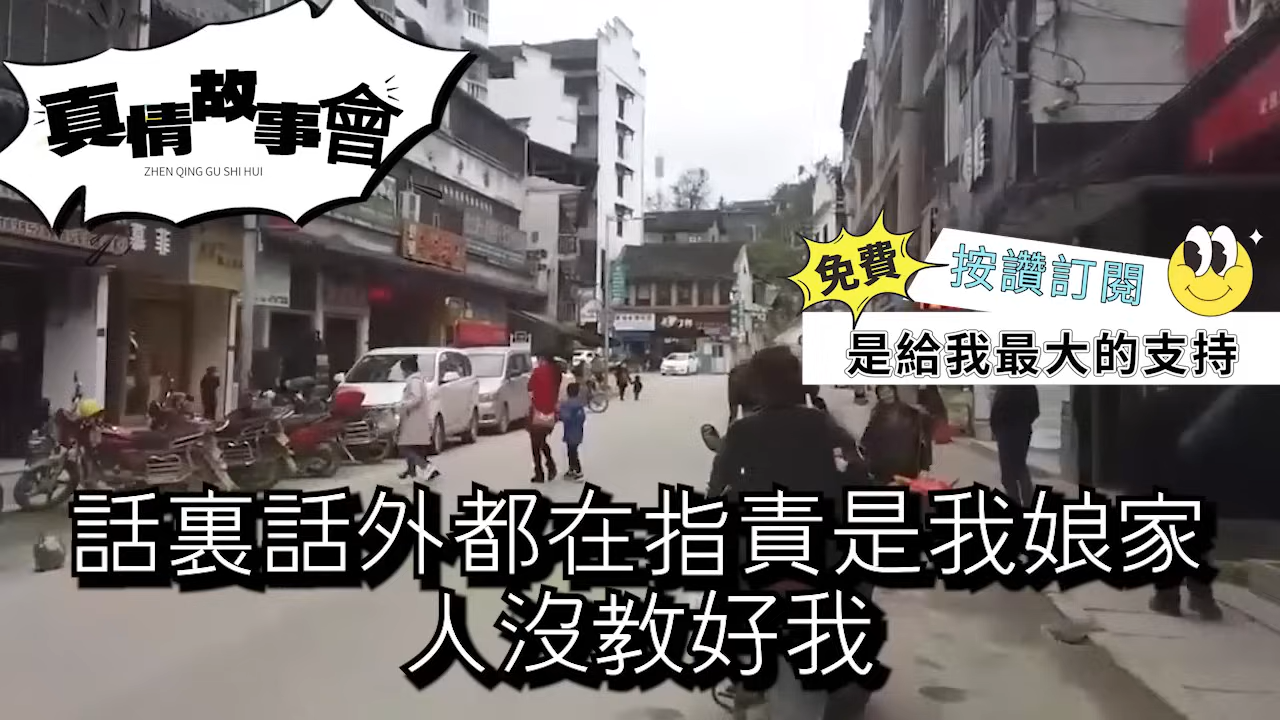 真情故事會
ZHEN QING GU SHI HUI
免費
按讚訂閱
是給我最大的支持
話裏話外都在指責是我娘家
人沒教好我